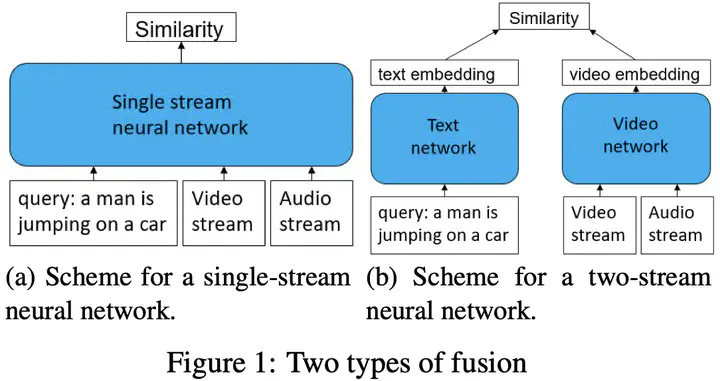 Similarity
Single stream
neural network
query: a man is
jumping on a car
Video
stream
Audio
stream
(a) Scheme for a single-stream
neural network.
Similarity
text embedding
video embedding
Text
network
Video
network
query: a man is
jumping on a car
Video
stream
Audio
stream
(b) Scheme for a two-stream
neural network.
Figure 1: Two types of fusion